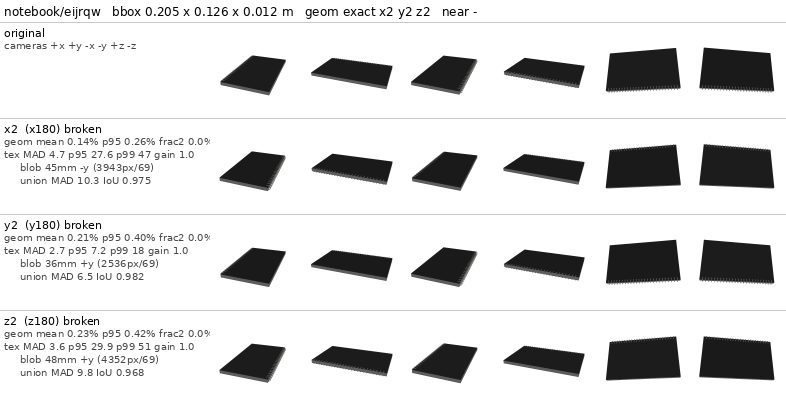 notebook/eijrqw bbox 0.205 x 0.126 x 0.012 m geom exact x2 y2 z2 near -
original
cameras +x +y -x -y +z -z
x2 (x180) broken
geom mean 0.14% p95 0.26% frac2 0.0%
tex MAD 4.7 p95 27.6 p99 47 gain 1.0
blob 45mm -y (3943px/69)
union MAD 10.3 IoU 0.975
y2 (y180) broken
geom mean 0.21% p95 0.40% frac2 0.0%
tex MAD 2.7 p95 7.2 p99 18 gain 1.0
blob 36mm +y (2536px/69)
union MAD 6.5 IoU 0.982
z2 (z180) broken
geom mean 0.23% p95 0.42% frac2 0.0%
tex MAD 3.6 p95 29.9 p99 51 gain 1.0
blob 48mm +y (4352px/69)
union MAD 9.8 IoU 0.968